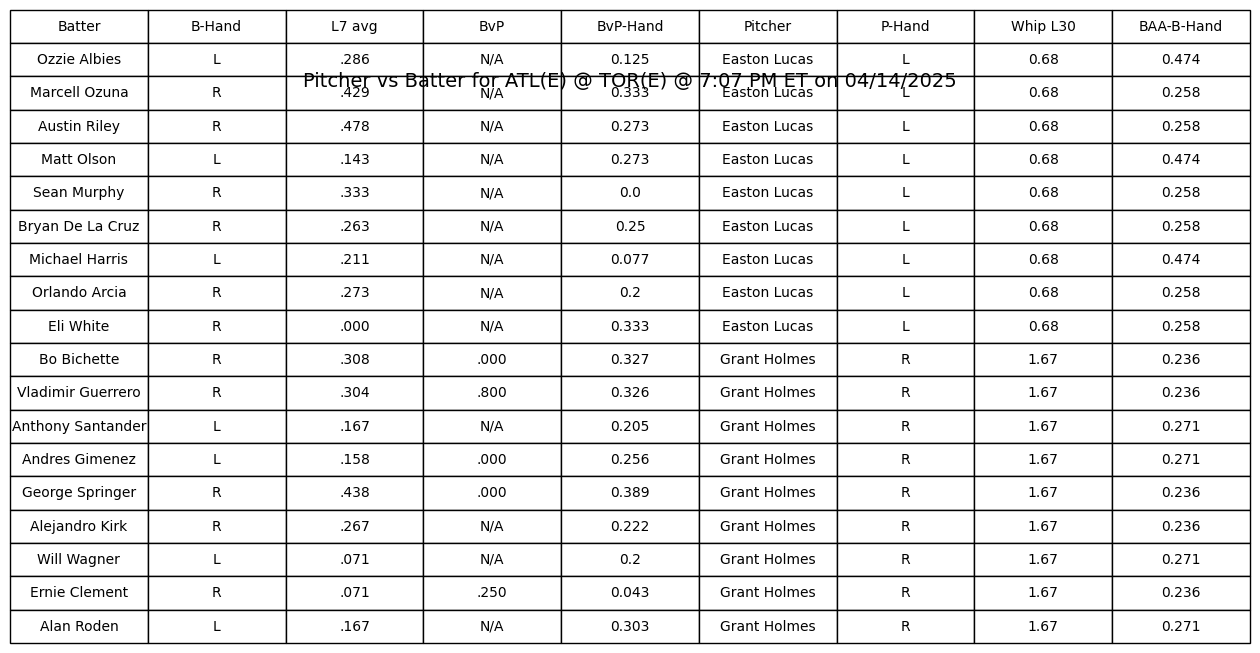 Batter B-Hand L7 avg BvP BvP-Hand Pitcher P-Hand Whip L30 BAA-B-Hand
Ozzie Albies L .286 N/A 0.125 Easton Lucas L 0.68 0.474
Pitcher vs Batter for ATL(E) @ TOR(E) @ 7:07 PM ET on 04/14/2025
Marcell Ozuna R .429 N/A 0.333 Easton Lucas L 0.68 0.258
Austin Riley R .478 N/A 0.273 Easton Lucas L 0.68 0.258
Matt Olson L .143 N/A 0.273 Easton Lucas L 0.68 0.474
Sean Murphy R .333 N/A 0.0 Easton Lucas L 0.68 0.258
Bryan De La Cruz R .263 N/A 0.25 Easton Lucas L 0.68 0.258
Michael Harris L .211 N/A 0.077 Easton Lucas L 0.68 0.474
Orlando Arcia R .273 N/A 0.2 Easton Lucas L 0.68 0.258
Eli White R .000 N/A 0.333 Easton Lucas L 0.68 0.258
Bo Bichette R .308 .000 0.327 Grant Holmes R 1.67 0.236
Vladimir Guerrero R .304 .800 0.326 Grant Holmes R 1.67 0.236
Anthony Santander L .167 N/A 0.205 Grant Holmes R 1.67 0.271
Andres Gimenez L .158 .000 0.256 Grant Holmes R 1.67 0.271
George Springer R .438 .000 0.389 Grant Holmes R 1.67 0.236
Alejandro Kirk R .267 N/A 0.222 Grant Holmes R 1.67 0.236
Will Wagner L .071 N/A 0.2 Grant Holmes R 1.67 0.271
Ernie Clement R .071 .250 0.043 Grant Holmes R 1.67 0.236
Alan Roden L .167 N/A 0.303 Grant Holmes R 1.67 0.271